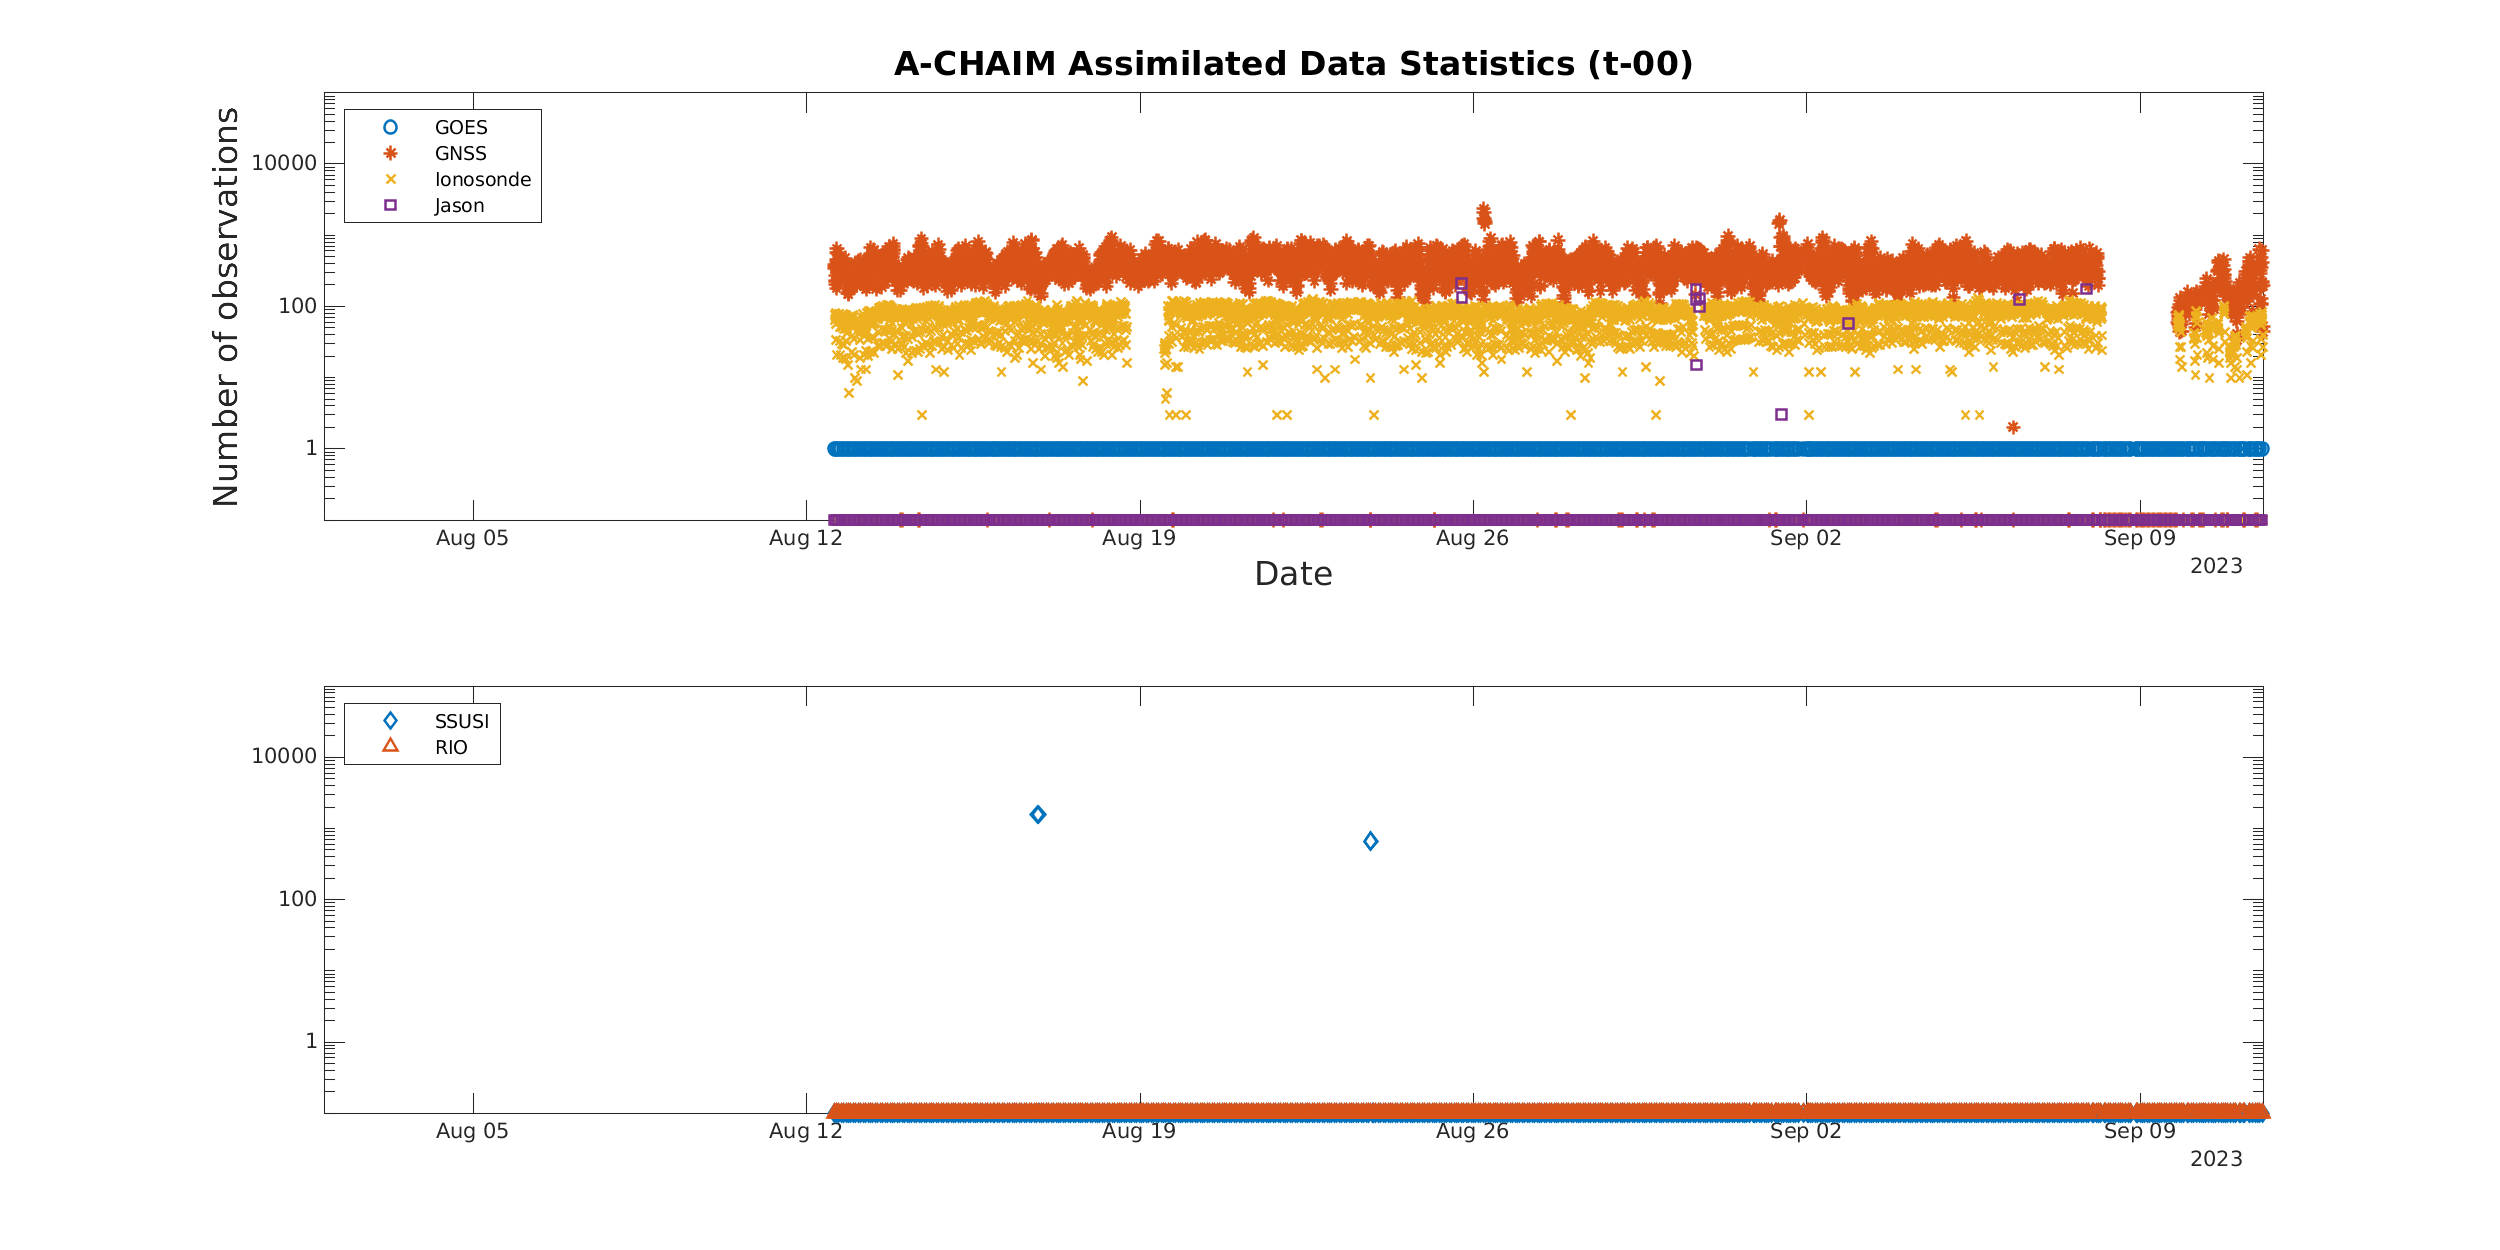 A-CHAIM Assimilated Data Statistics (t-00)
Number of observations
GOES
GNSS
Ionosonde
Jason
10000
100
1
Aug 05
Aug 12
Aug 19
Aug 26
Sep 02
Sep 09
2023
Date
SSUSI
RIO
10000
100
1
Aug 05
Aug 12
Aug 19
Aug 26
Sep 02
Sep 09
2023